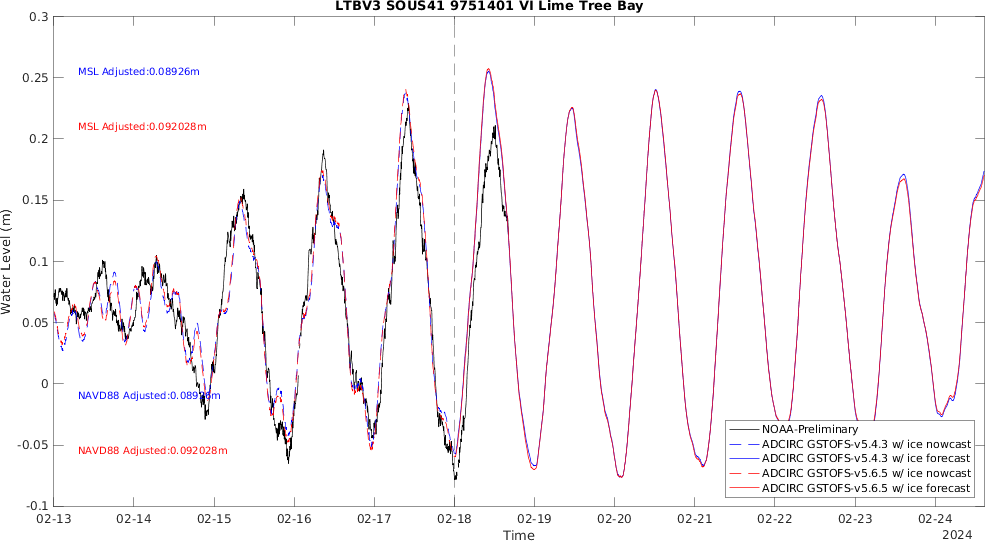 LTBV3 SOUS41 9751401 VI Lime Tree Bay
0.3
0.25
0.2
0.15
0.1
0.05
0
-0.05
-0.1
Water Level (m)
MSL Adjusted:0.08926m
MSL Adjusted:0.092028m
NAVD88 Adjusted:0.08926m
NAVD88 Adjusted:0.092028m
NOAA-Preliminary
ADCIRC GSTOFS-v5.4.3 w/ ice nowcast
ADCIRC GSTOFS-v5.4.3 w/ ice forecast
ADCIRC GSTOFS-v5.6.5 w/ ice nowcast
ADCIRC GSTOFS-v5.6.5 w/ ice forecast
02-13 02-14 02-15 02-16 02-17 02-18 02-19 02-20 02-21 02-22 02-23 02-24
2024
Time